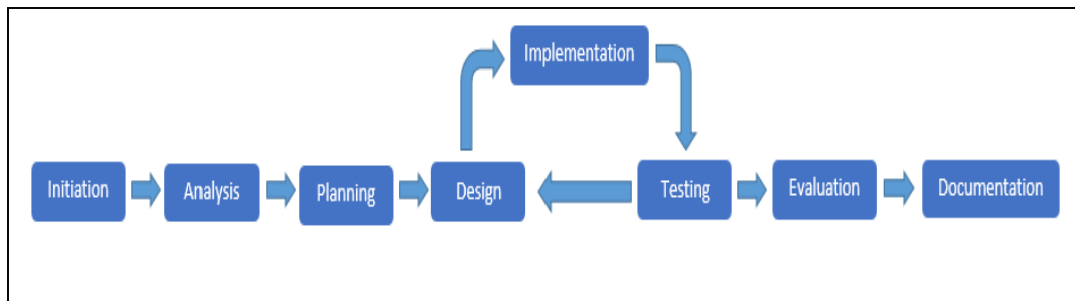 Implementation
Initiation
Analysis
Planning
Design
Testing
Evaluation
Documentation